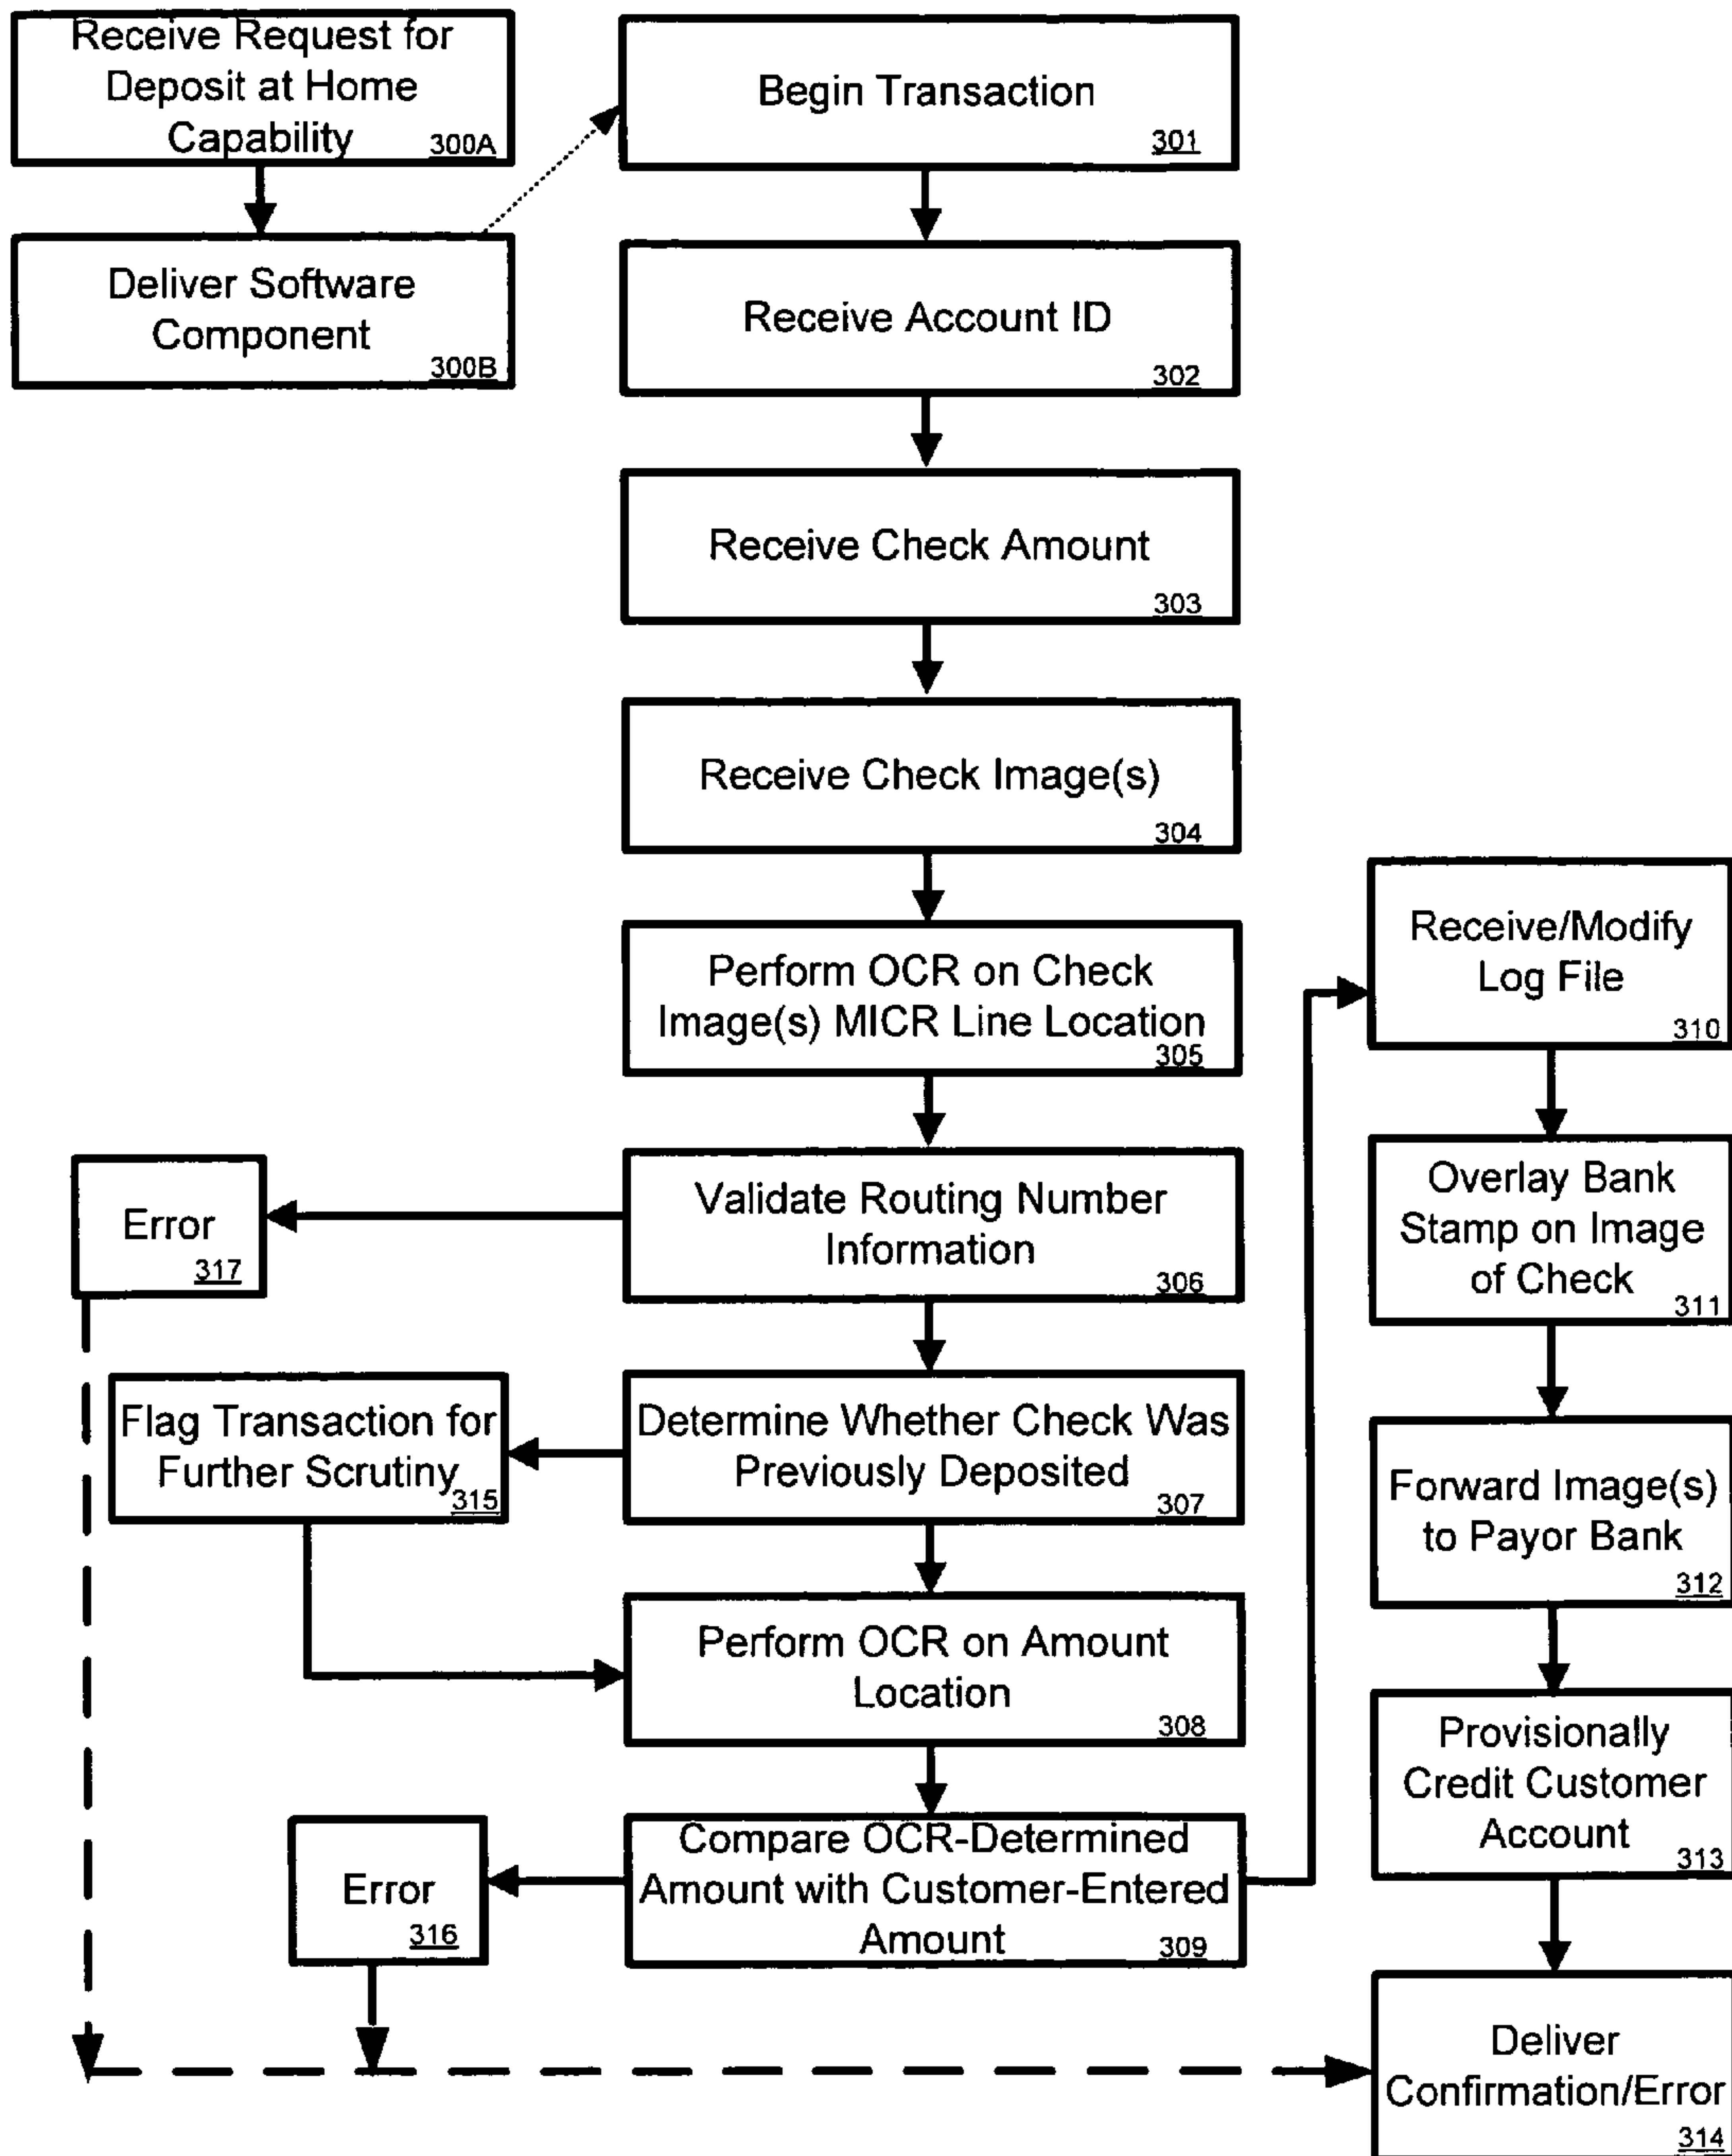 Receive Request for
Deposit at Home
Capability
300A
Deliver Software
Component
300B
Begin Transaction
301
Receive Account ID
302
Receive Check Amount
303
Receive Check Image(s)
304
Perform OCR on Check
Image(s) MICR Line Location
305
Validate Routing Number
Information
306
Error
317
Determine Whether Check Was
Previously Deposited
307
Flag Transaction for
Further Scrutiny
315
Perform OCR on Amount
Location
308
Compare OCR-Determined
Amount with Customer-Entered
Amount
309
Error
316
Receive/Modify
Log File
310
Overlay Bank
Stamp on Image
of Check
311
Forward Image(s)
to Payor Bank
312
Provisionally
Credit Customer
Account
313
Deliver
Confirmation/Error
314